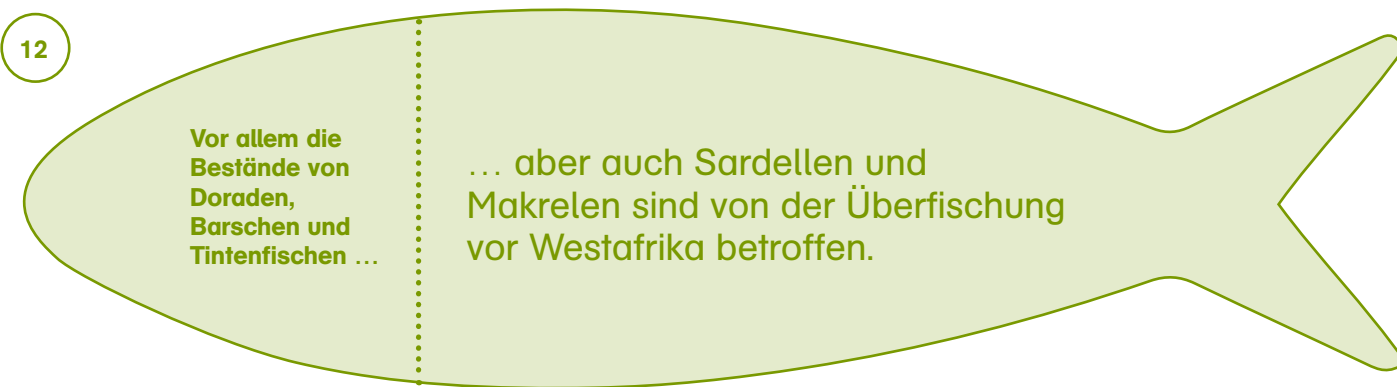 12
Vor allem die
Bestände von
Doraden,
Barschen und
Tintenfischen …
… aber auch Sardellen und
Makrelen sind von der Überfischung
vor Westafrika betroffen.